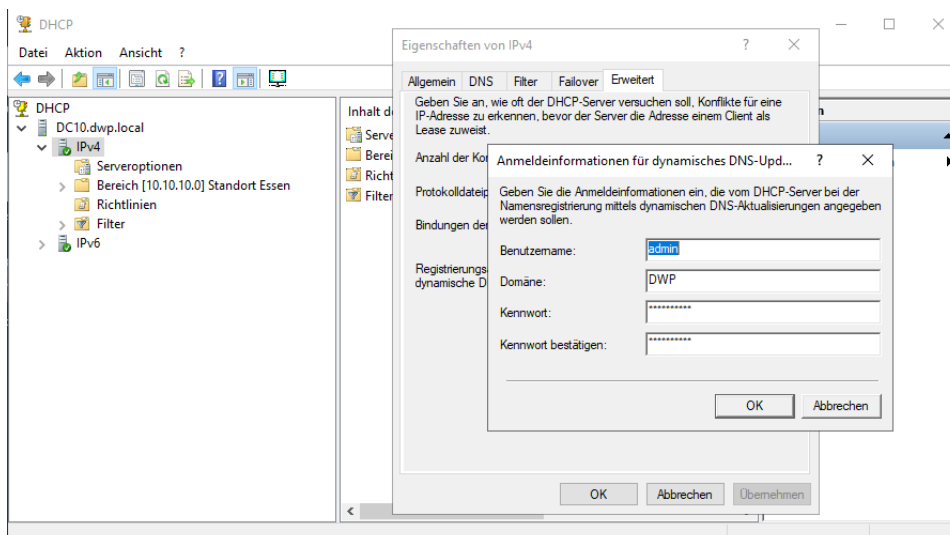 DHCP
Datei Aktion Ansicht ?
DHCP
DC10.dwp.local
IPv4
Serveroptionen
Bereich [10.10.10.0] Standort Essen
Richtlinien
Filter
IPv6
Inhalt d
Serve
Berei
Richt
Filter
n
Eigenschaften von IPv4
?
Allgemein DNS Filter Failover Erweitert
Geben Sie an, wie oft der DHCP-Server versuchen soll, Konflikte für eine
IP-Adresse zu erkennen, bevor der Server die Adresse einem Client als
Lease zuweist.
Anzahl der Ko
Protokolldateip
Bindungen der
Registrierungs
dynamische D
OK Abbrechen Übernehmen
Anmeldeinformationen für dynamisches DNS-Upd... ?
Geben Sie die Anmeldeinformationen ein, die vom DHCP-Server bei der
Namensregistrierung mittels dynamischen DNS-Aktualisierungen angegeben
werden sollen.
Benutzername: admin
Domäne: DWP
Kennwort: **********
Kennwort bestätigen: **********
OK Abbrechen